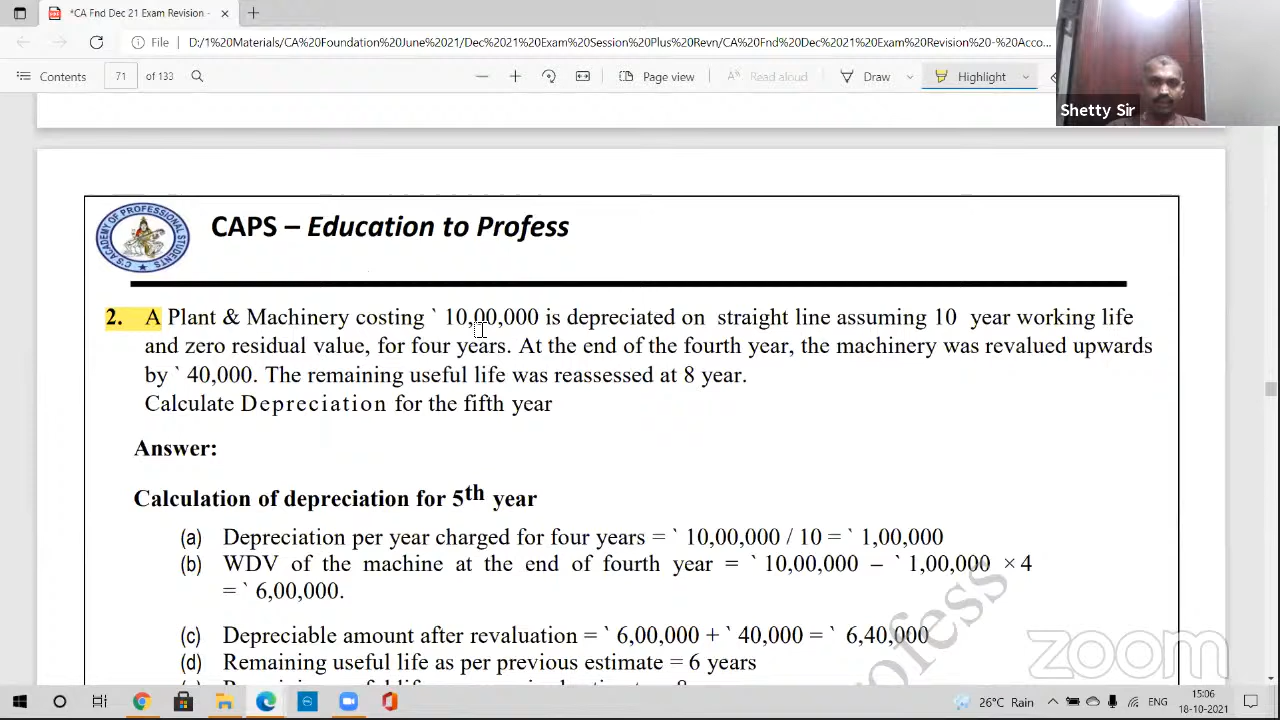 *CA Fnd Dec 21 Exam Revision -
File D:/1%20Materials/CA%20Foundation%20June%2021/Dec%2021%20Exam%20Session%20Plus%20Revn/CA%20Fnd%20Dec%2021%20Exam%20Revision%20-%20Acco...
Contents 71 of 133 Page view Read aloud Draw Highlight
Shetty Sir
C'S ACADEMY OF PROFESSIONAL STUDENTS
CAPS – Education to Profess
2. A Plant & Machinery costing ` 10,00,000 is depreciated on straight line assuming 10 year working life
and zero residual value, for four years. At the end of the fourth year, the machinery was revalued upwards
by ` 40,000. The remaining useful life was reassessed at 8 year.
Calculate Depreciation for the fifth year
Answer:
Calculation of depreciation for 5th year
(a) Depreciation per year charged for four years = ` 10,00,000 / 10 = ` 1,00,000
(b) WDV of the machine at the end of fourth year = ` 10,00,000 – ` 1,00,000 × 4
= ` 6,00,000.
(c) Depreciable amount after revaluation = ` 6,00,000 + ` 40,000 = ` 6,40,000
(d) Remaining useful life as per previous estimate = 6 years
rofess
zoom
26°C Rain ENG 15:06
18-10-2021